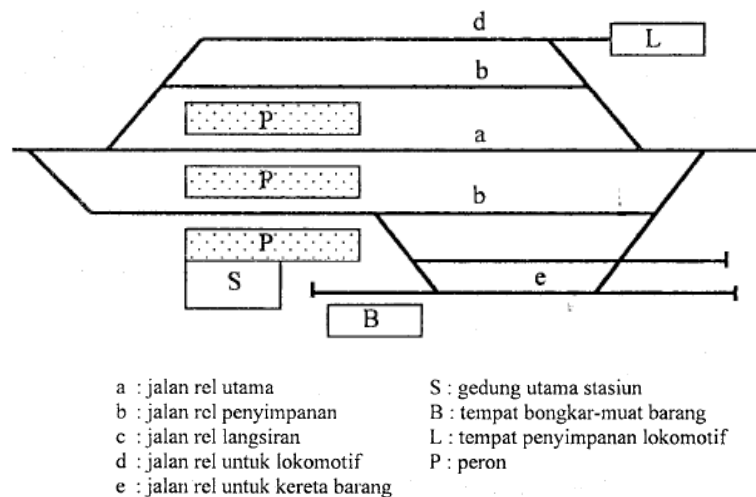 d
L
b
P
a
P
b
P
S
e
B
a : jalan rel utama
b : jalan rel penyimpanan
c : jalan rel langsiran
d : jalan rel untuk lokomotif
e : jalan rel untuk kereta barang
S : gedung utama stasiun
B : tempat bongkar-muat barang
L : tempat penyimpanan lokomotif
P : peron